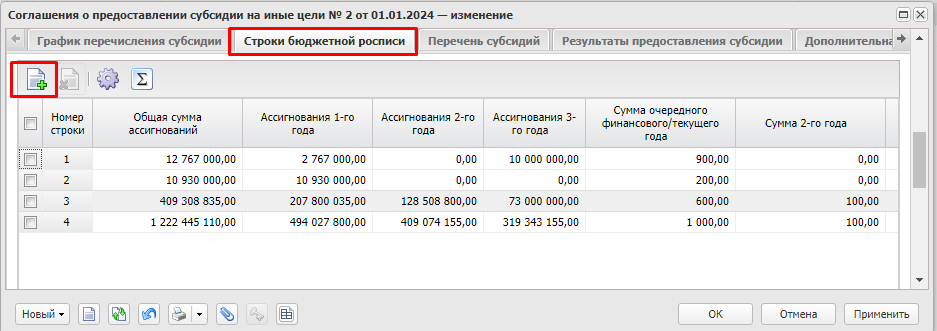 Соглашения о предоставлении субсидии на иные цели № 2 от 01.01.2024 — изменение
График перечисления субсидии Строки бюджетной росписи Перечень субсидий Результаты предоставления субсидии Дополнительна
Номер строки Общая сумма ассигнований Ассигнования 1-го года Ассигнования 2-го года Ассигнования 3-го года Сумма очередного финансового/текущего года Сумма 2-го года
1 12 767 000,00 2 767 000,00 0,00 10 000 000,00 900,00 0,00
2 10 930 000,00 10 930 000,00 0,00 0,00 200,00 0,00
3 409 308 835,00 207 800 035,00 128 508 800,00 73 000 000,00 600,00 100,00
4 1 222 445 110,00 494 027 800,00 409 074 155,00 319 343 155,00 1 000,00 100,00
Новый ОК Отмена Применить